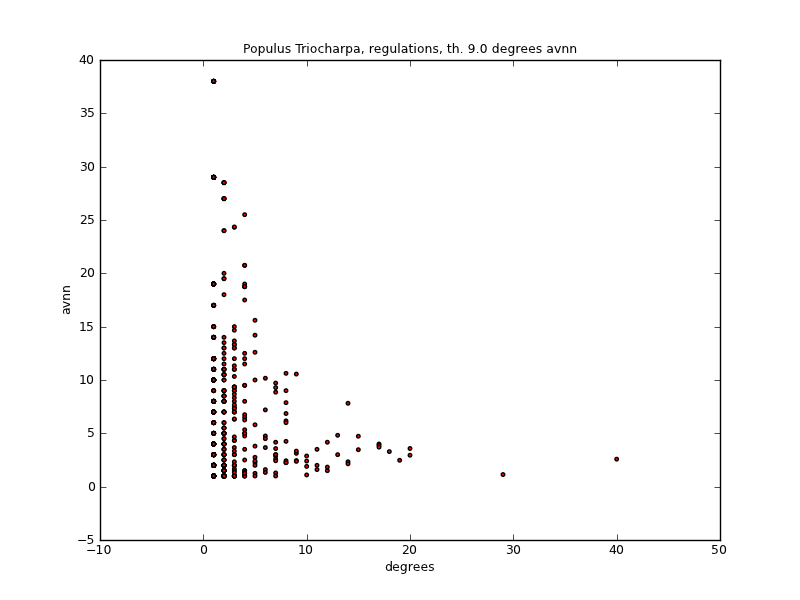 Populus Triocharpa, regulations, th. 9.0 degrees avnn
40
35
30
25
20
15
10
5
0
−5
avnn
−10 0 10 20 30 40 50
degrees